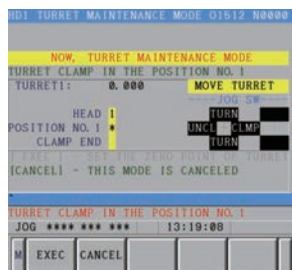 HD1 TURRET MAINTENANCE MODE O1512 N0000
NOW, TURRET MAINTENANCE MODE
TURRET CLAMP IN THE POSITION NO. 1
TURRET1: 0.000 MOVE TURRET
JOG SW
HEAD 1 TURN
POSITION NO. 1 * UNCL CLMP
CLAMP END TURN
[EXEC ] - SET THE ZERO POINT OF TURRET
[CANCEL] - THIS MODE IS CANCELED
TURRET CLAMP IN THE POSITION NO. 1
JOG **** *** *** 13:19:08
M EXEC CANCEL